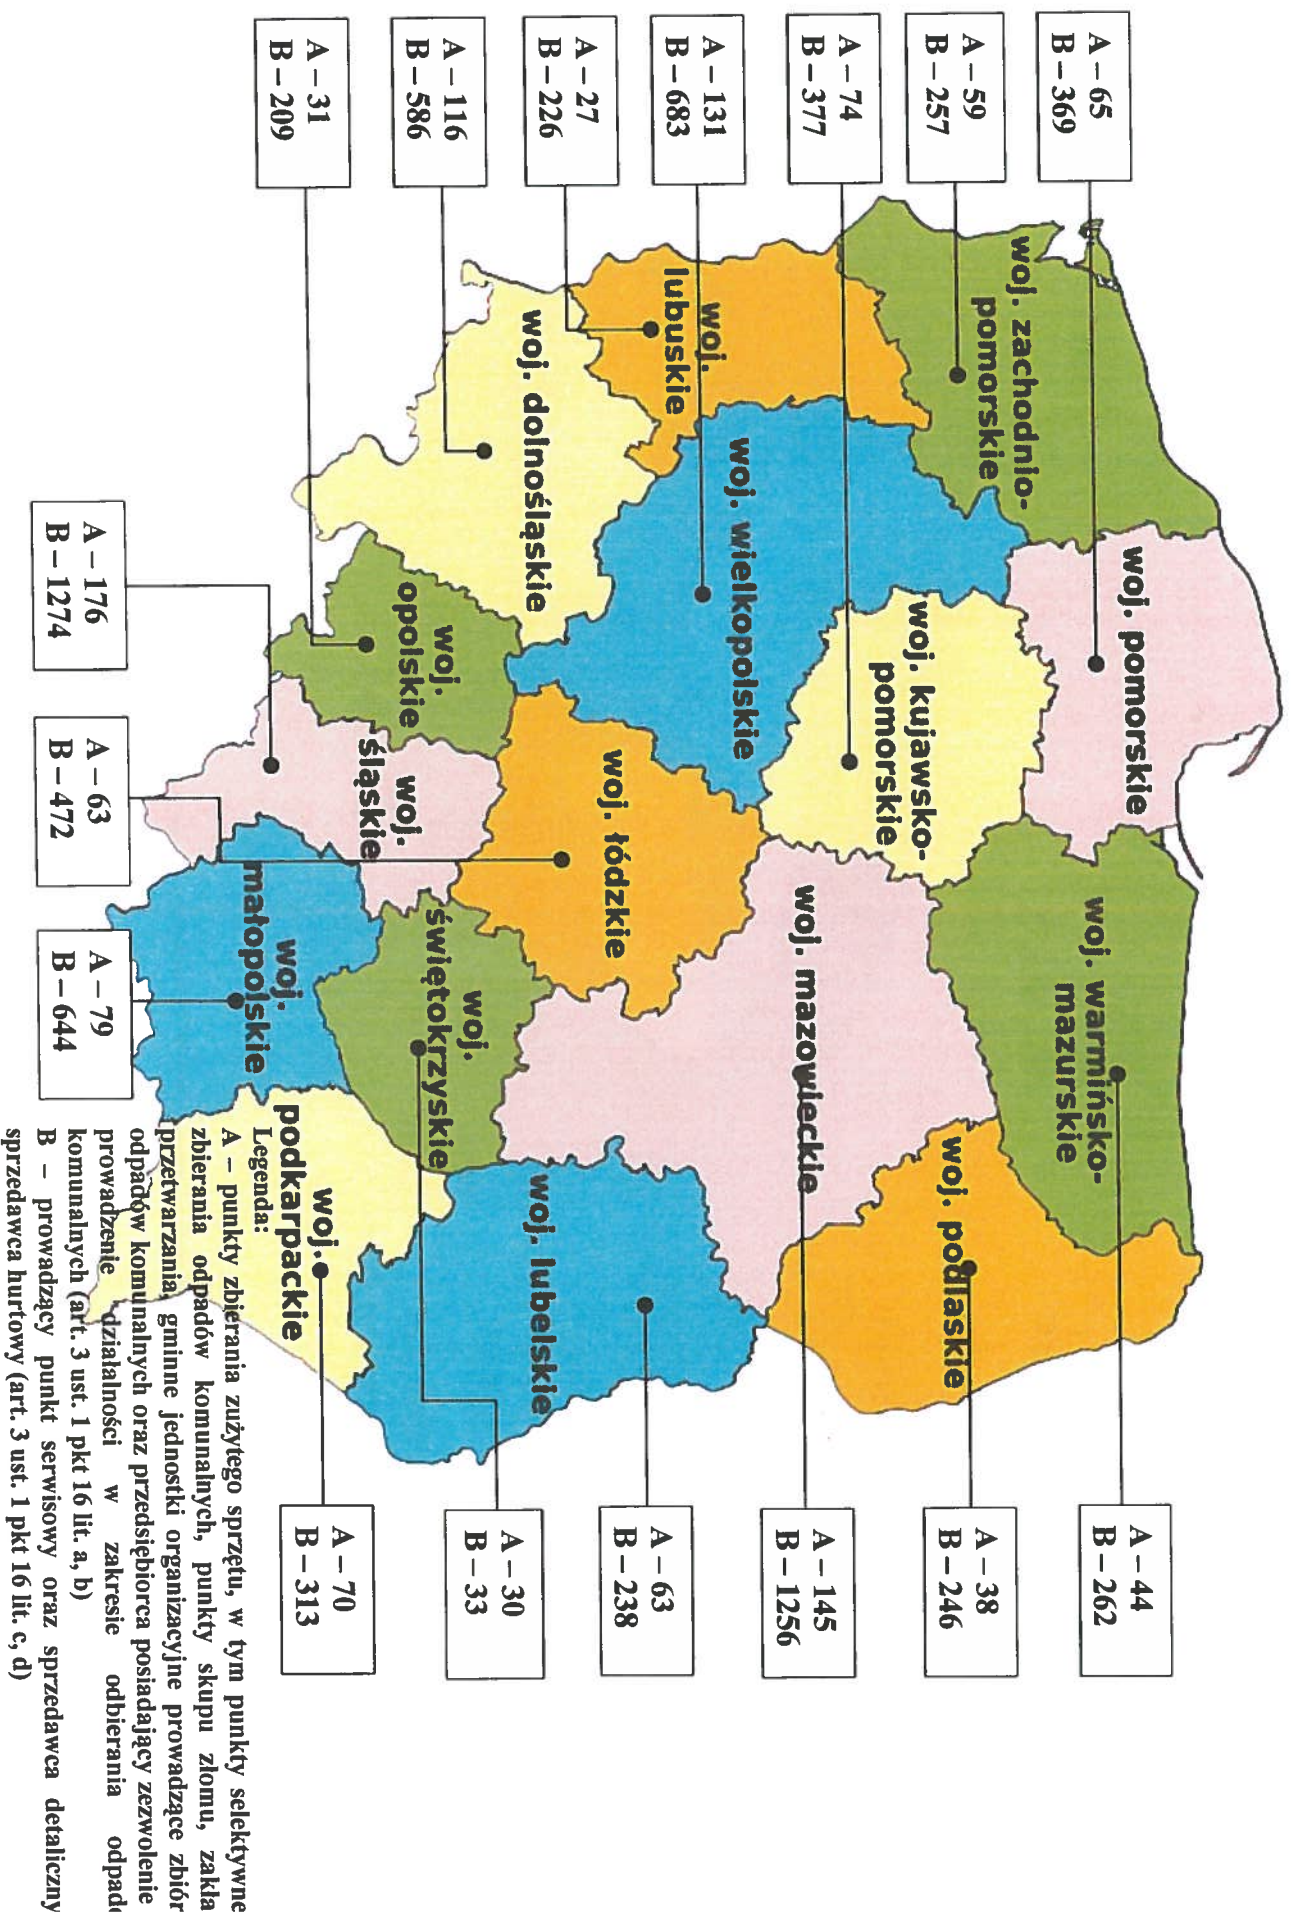 A – 65
B – 369
A – 59
B – 257
A – 74
B – 377
A – 131
B – 683
A – 27
B – 226
A – 116
B – 586
A – 31
B – 209
woj. pomorskie
woj. warmińsko-
mazurskie
woj. zachodnio-
pomorskie
woj. kujawsko-
pomorskie
woj. podlaskie
woj. mazowieckie
woj. wielkopolskie
woj.
lubuskie
woj. łódzkie
woj. dolnośląskie
woj. lubelskie
woj.
świętokrzyskie
woj.
opolskie
woj.
śląskie
woj.
podkarpackie
woj.
małopolskie
A – 44
B – 262
A – 38
B – 246
A – 145
B – 1256
A – 63
B – 238
A – 30
B – 33
A – 70
B – 313
A – 176
B – 1274
A – 63
B – 472
A – 79
B – 644
Legenda:
A – punkty zbierania zużytego sprzętu, w tym punkty selektywne
zbierania odpadów komunalnych, punkty skupu złomu, zakła
przetwarzania, gminne jednostki organizacyjne prowadzące zbiór
odpadów komunalnych oraz przedsiębiorca posiadający zezwolenie
prowadzenie działalności w zakresie odbierania odpadó
komunalnych (art. 3 ust. 1 pkt 16 lit. a, b)
B – prowadzący punkt serwisowy oraz sprzedawca detaliczny
sprzedawca hurtowy (art. 3 ust. 1 pkt 16 lit. c, d)